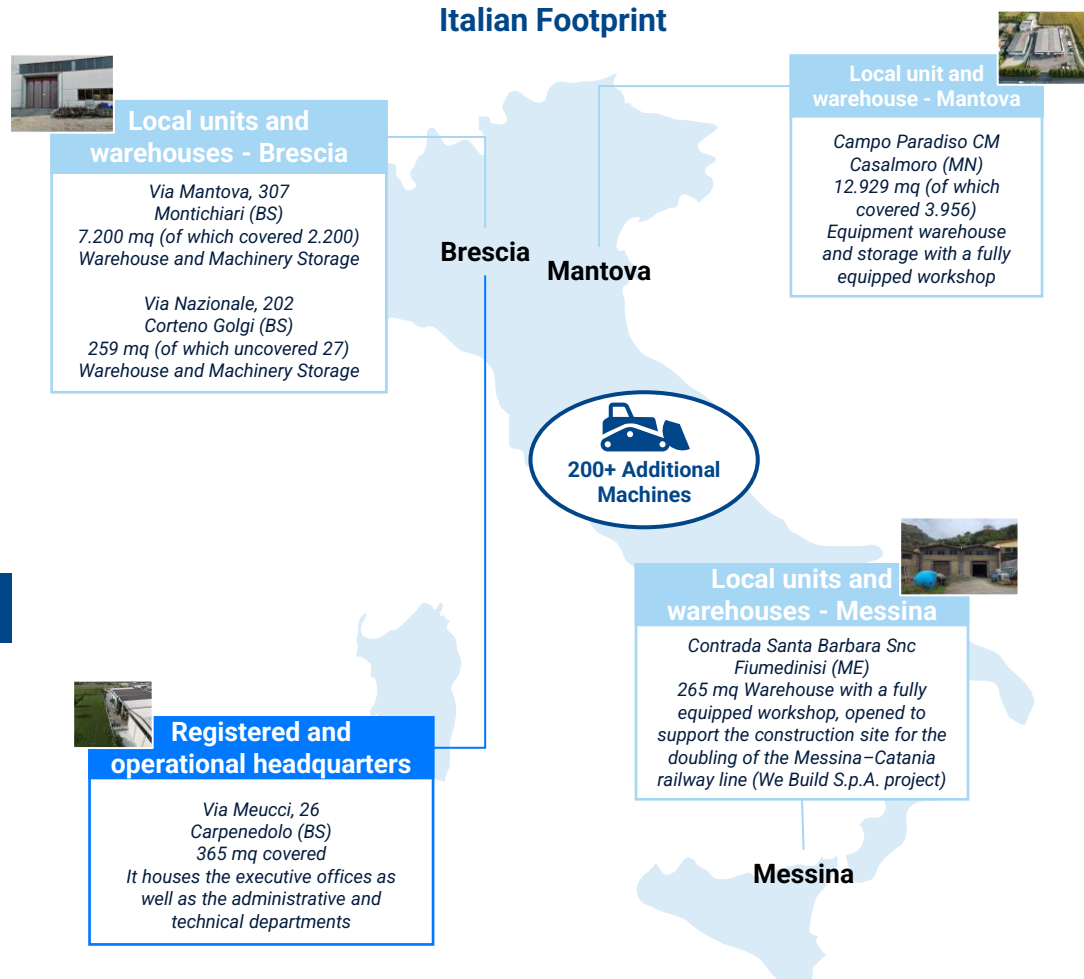 Italian Footprint
Local units and
warehouses - Brescia
Via Mantova, 307
Montichiari (BS)
7.200 mq (of which covered 2.200)
Warehouse and Machinery Storage
Via Nazionale, 202
Corteno Golgi (BS)
259 mq (of which uncovered 27)
Warehouse and Machinery Storage
Local unit and
warehouse - Mantova
Campo Paradiso CM
Casalmoro (MN)
12.929 mq (of which
covered 3.956)
Equipment warehouse
and storage with a fully
equipped workshop
Brescia
Mantova
200+ Additional
Machines
Local units and
warehouses - Messina
Contrada Santa Barbara Snc
Fiumedinisi (ME)
265 mq Warehouse with a fully
equipped workshop, opened to
support the construction site for the
doubling of the Messina–Catania
railway line (We Build S.p.A. project)
Registered and
operational headquarters
Via Meucci, 26
Carpenedolo (BS)
365 mq covered
It houses the executive offices as
well as the administrative and
technical departments
Messina